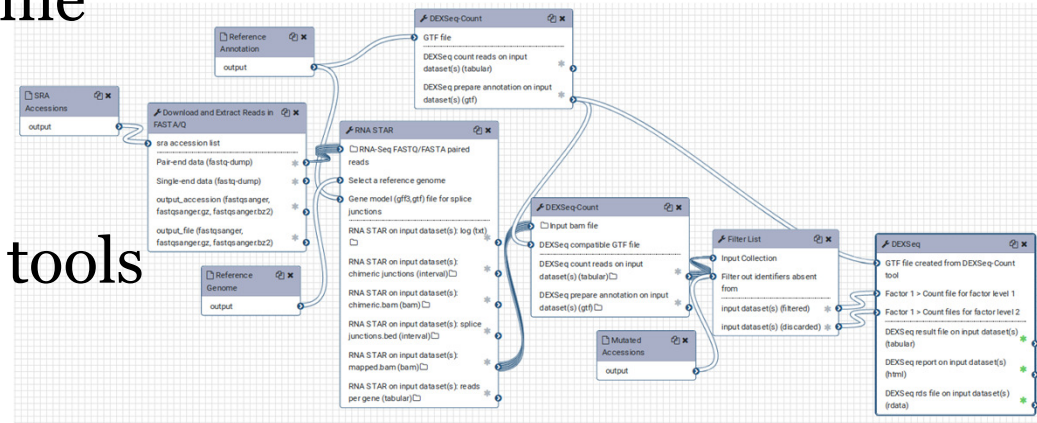 tools
SRA
Accessions
output
Reference
Annotation
output
Download and Extract Reads in
FASTA/Q
sra accession list
Pair-end data (fastq-dump)
Single-end data (fastq-dump)
output_accession (fastqsanger,
fastqsanger.gz, fastqsanger.bz2)
output_file (fastqsanger,
fastqsanger.gz, fastqsanger.bz2)
Reference
Genome
output
DEXSeq-Count
GTF file
DEXSeq count reads on input
dataset(s) (tabular)
DEXSeq prepare annotation on input
dataset(s) (gtf)
RNA STAR
RNA-Seq FASTQ/FASTA paired
reads
Select a reference genome
Gene model (gff3,gtf) file for splice
junctions
RNA STAR on input dataset(s): log (txt)
RNA STAR on input dataset(s):
chimeric junctions (interval)
RNA STAR on input dataset(s):
chimeric.bam (bam)
RNA STAR on input dataset(s): splice
junctions.bed (interval)
RNA STAR on input dataset(s):
mapped.bam (bam)
RNA STAR on input dataset(s): reads
per gene (tabular)
DEXSeq-Count
Input bam file
DEXSeq compatible GTF file
DEXSeq count reads on input
dataset(s) (tabular)
DEXSeq prepare annotation on input
dataset(s) (gtf)
Mutated
Accessions
output
Filter List
Input Collection
Filter out identifiers absent
from
input dataset(s) (filtered)
input dataset(s) (discarded)
DEXSeq
GTF file created from DEXSeq-Count
tool
Factor 1 > Count file for factor level 1
Factor 1 > Count files for factor level 2
DEXSeq result file on input dataset(s)
(tabular)
DEXSeq report on input dataset(s)
(html)
DEXSeq rds file on input dataset(s)
(rdata)